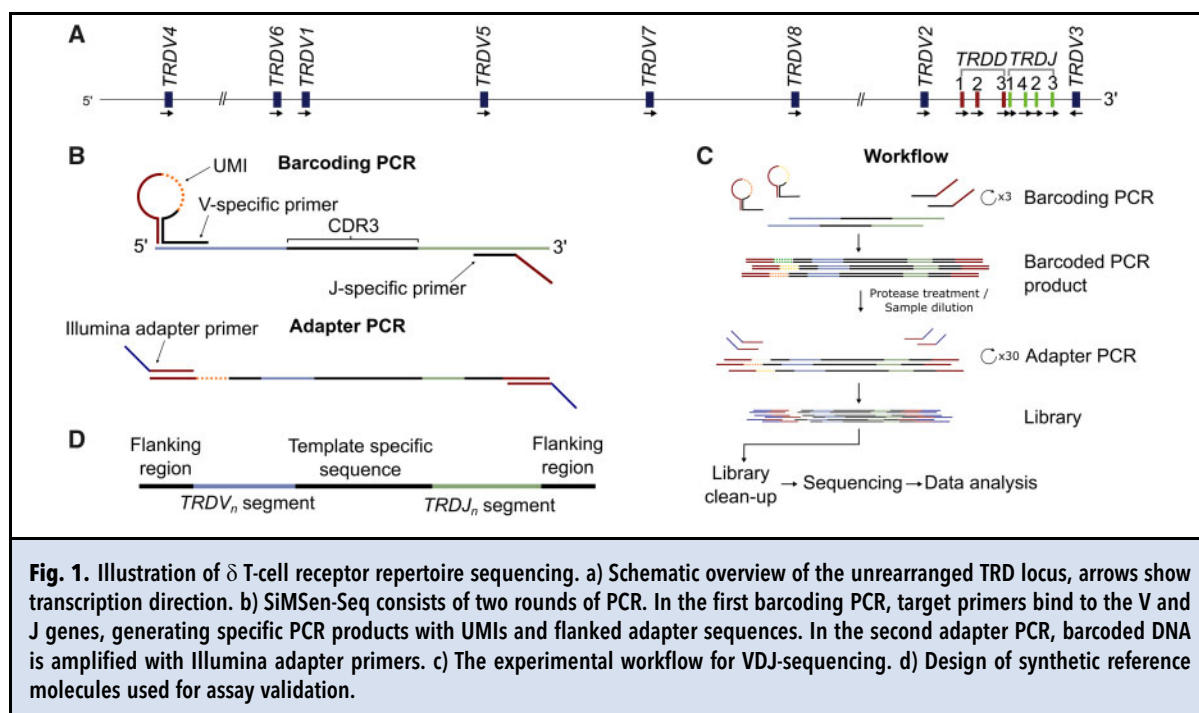 A
TRDV4
TRDV6
TRDV1
TRDV5
TRDV7
TRDV8
TRDV2
TRDD TRDJ
TRDV3
1 2 3 1 4 2 3
5' // // 3'
B
Barcoding PCR
UMI
V-specific primer
CDR3
5' 3'
J-specific primer
Adapter PCR
Illumina adapter primer
C
Workflow
x3 Barcoding PCR
Barcoded PCR
product
Protease treatment /
Sample dilution
x30 Adapter PCR
Library
Library
clean-up
Sequencing
Data analysis
D
Flanking
region
Template specific
sequence
Flanking
region
TRDVn segment
TRDJn segment
Fig. 1. Illustration of δ T-cell receptor repertoire sequencing. a) Schematic overview of the unrearranged TRD locus, arrows show
transcription direction. b) SiMSen-Seq consists of two rounds of PCR. In the first barcoding PCR, target primers bind to the V and
J genes, generating specific PCR products with UMIs and flanked adapter sequences. In the second adapter PCR, barcoded DNA
is amplified with Illumina adapter primers. c) The experimental workflow for VDJ-sequencing. d) Design of synthetic reference
molecules used for assay validation.